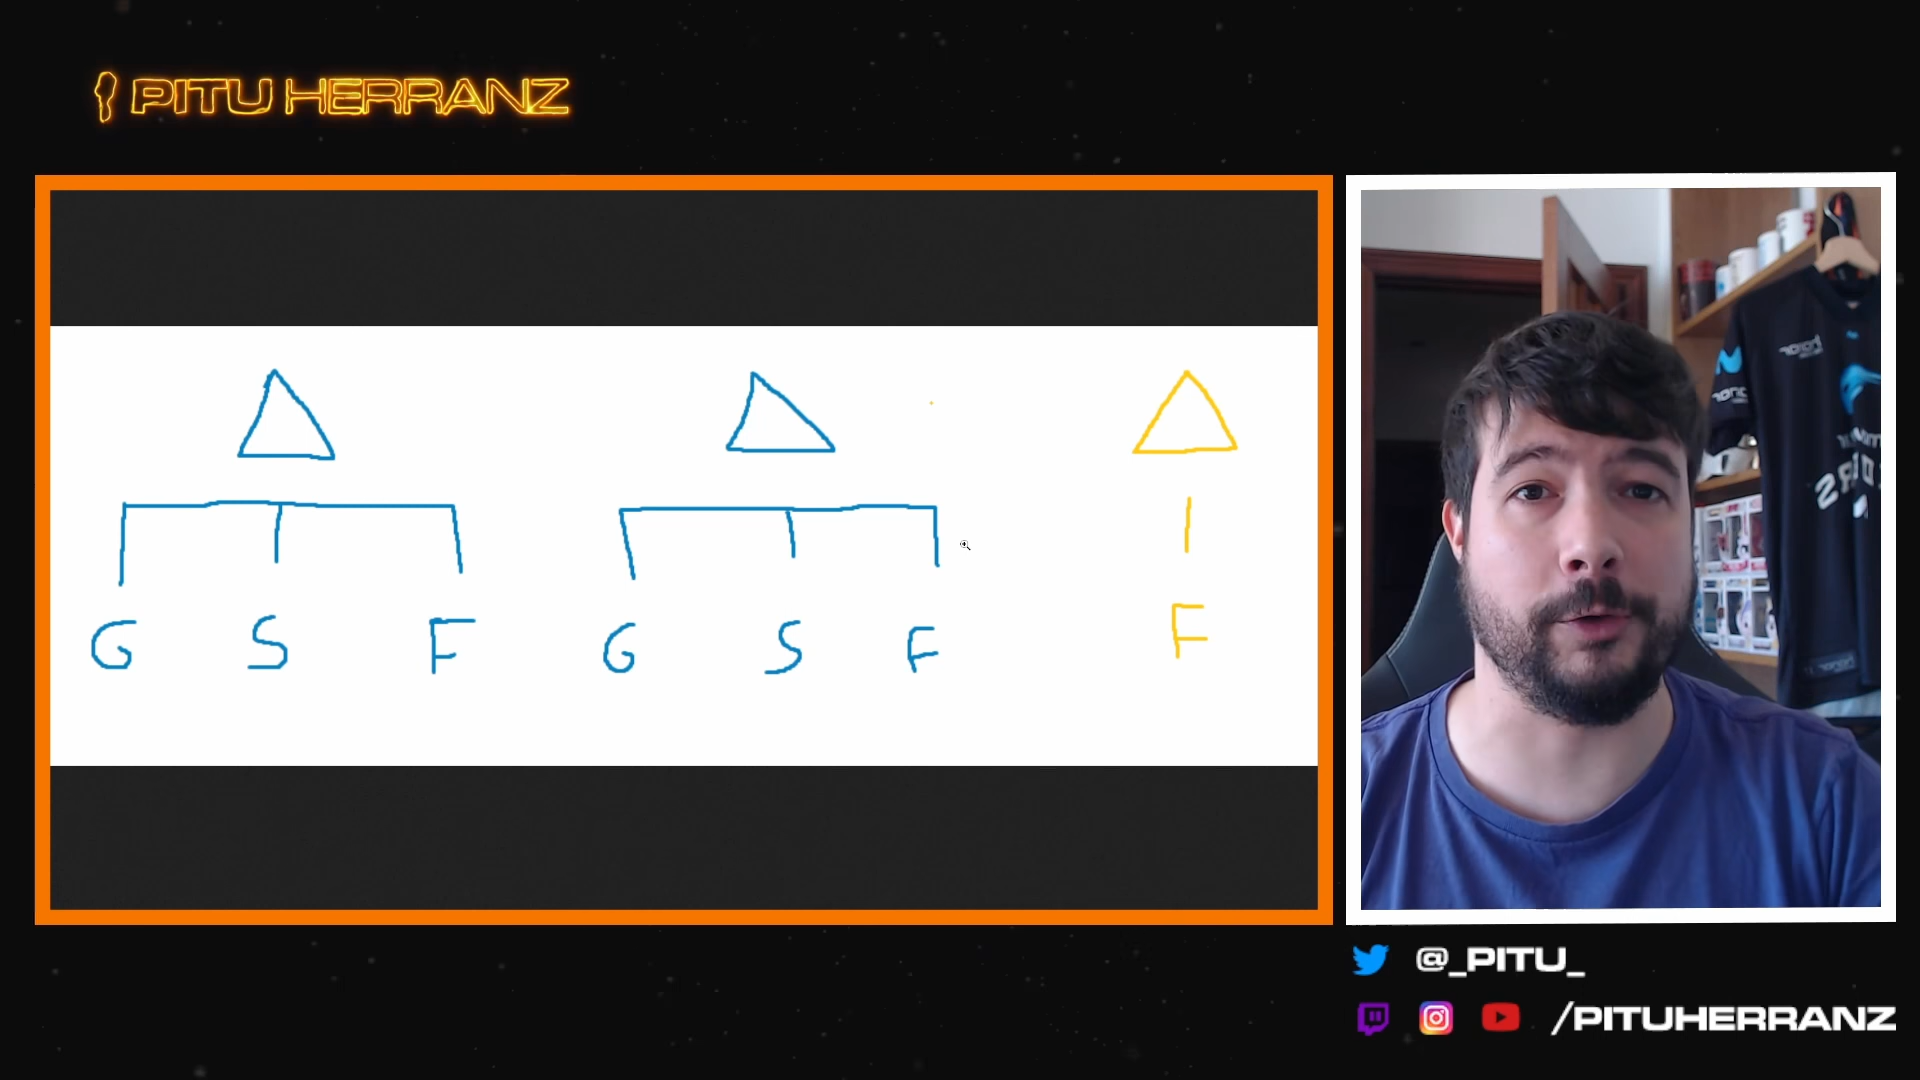 PITU HERRANZ
G S F G S F F
@_PITU_
/PITUHERRANZ